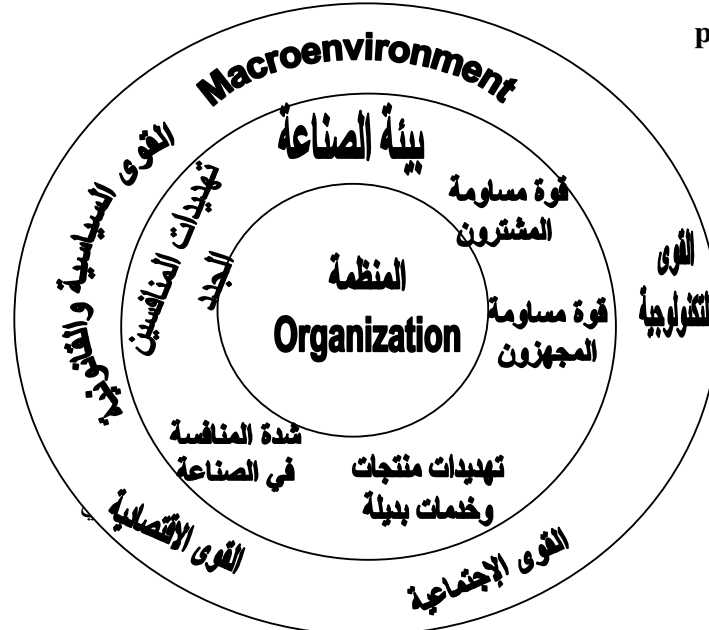 p
Macroenvironment
بيئة الصناعة
القوى السياسية والقانونية
تهديدات المنافسين
الجدد
قوة مساومة
المشترون
القوى
التكنولوجية
المنظمة
Organization
قوة مساومة
المجهزون
شدة المنافسة
في الصناعة
تهديدات منتجات
وخدمات بديلة
القوى الاقتصادية
القوى الإجتماعية